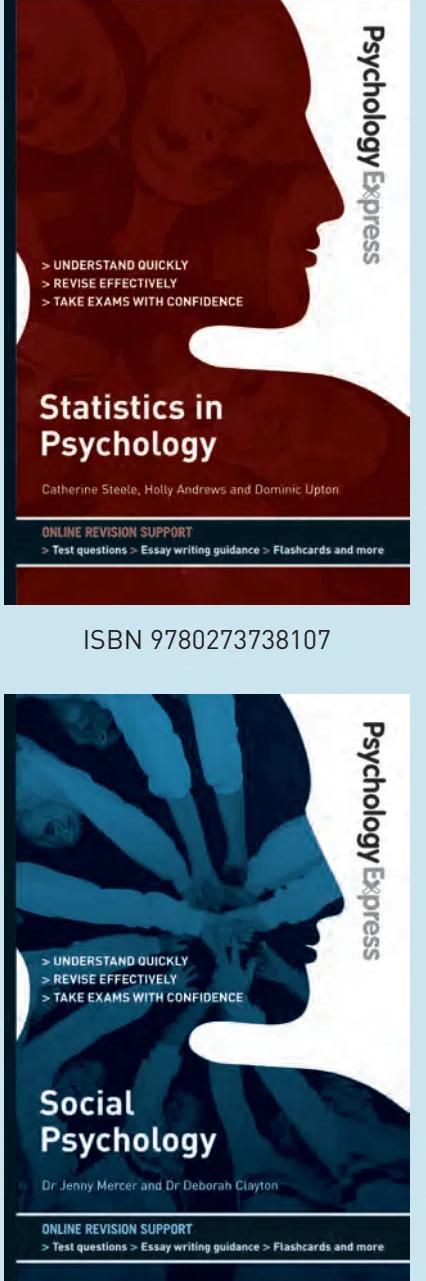 Psychology Express
> UNDERSTAND QUICKLY
> REVISE EFFECTIVELY
> TAKE EXAMS WITH CONFIDENCE
Statistics in
Psychology
Catherine Steele, Holly Andrews and Dominic Upton
ONLINE REVISION SUPPORT
> Test questions > Essay writing guidance > Flashcards and more
ISBN 9780273738107
Psychology Express
> UNDERSTAND QUICKLY
> REVISE EFFECTIVELY
> TAKE EXAMS WITH CONFIDENCE
Social
Psychology
Dr Jenny Mercer and Dr Deborah Clayton
ONLINE REVISION SUPPORT
> Test questions > Essay writing guidance > Flashcards and more